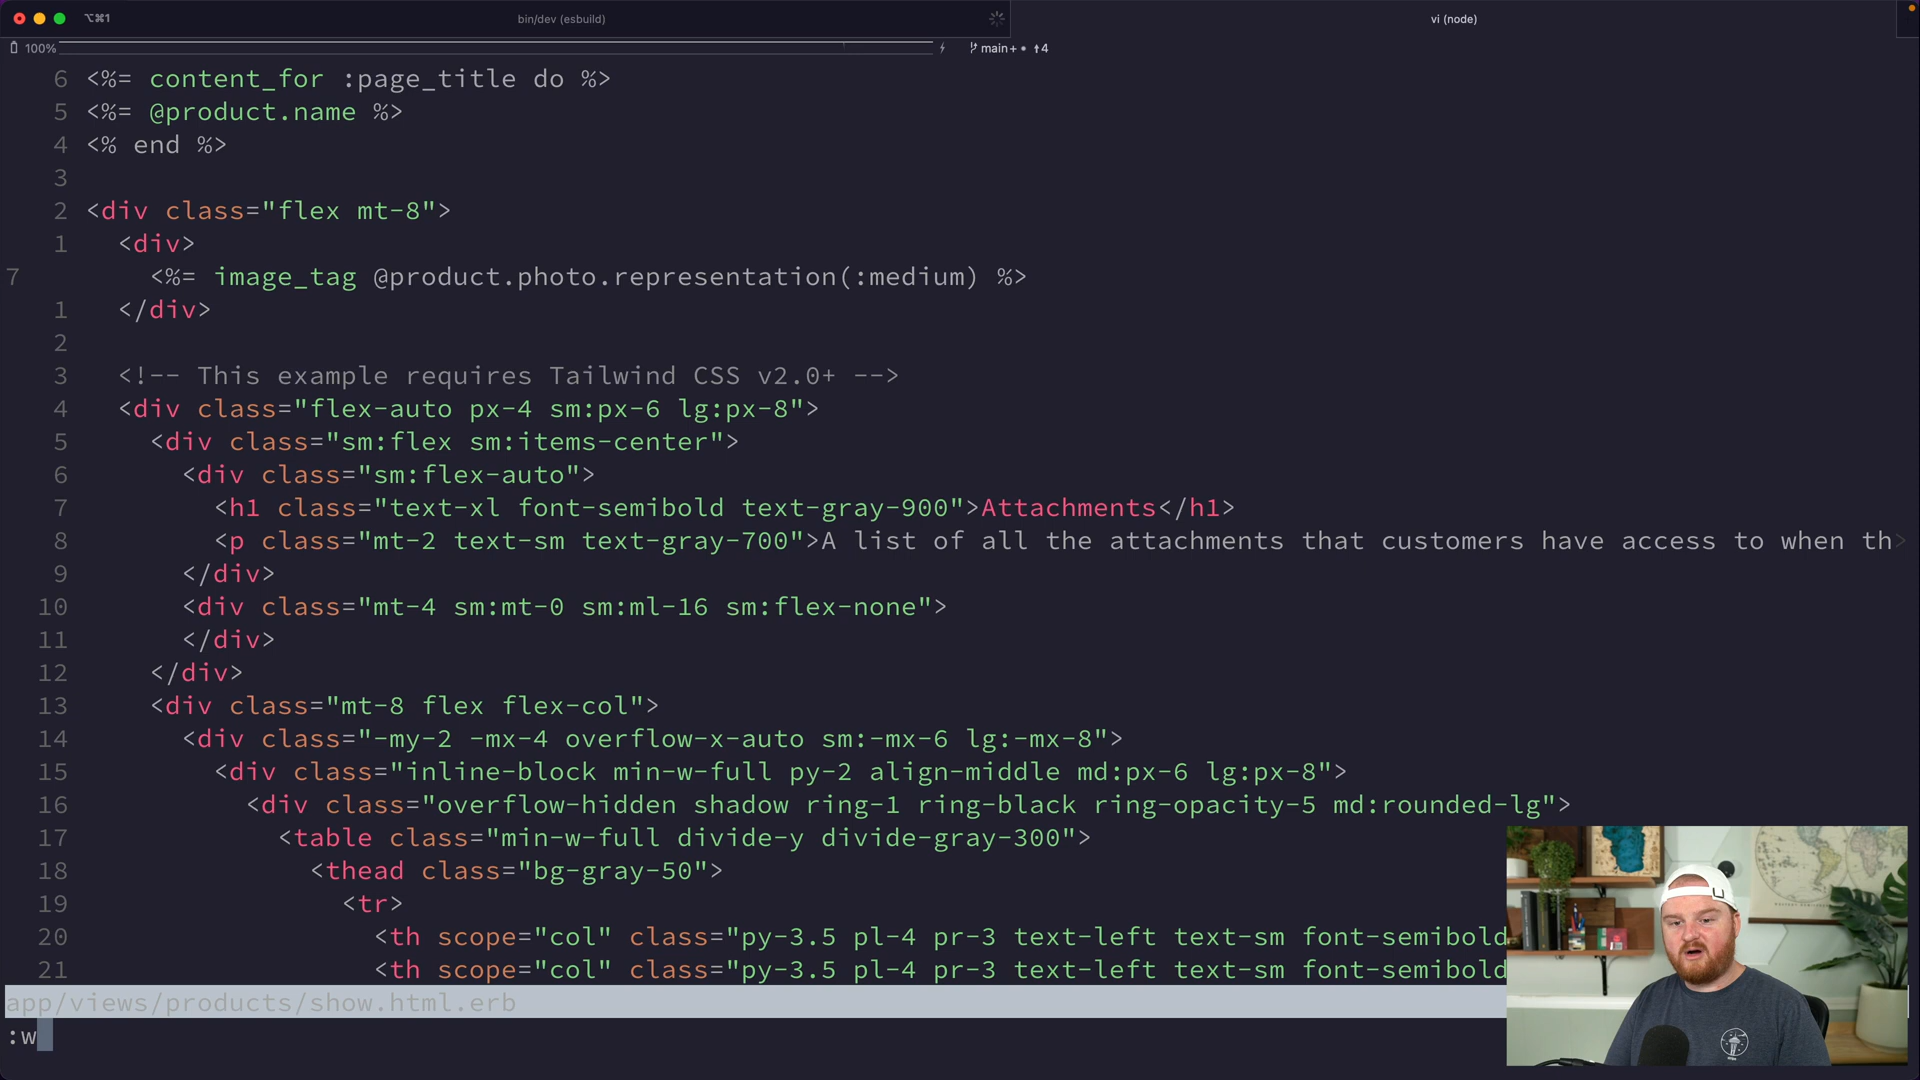 ⌥⌘1 bin/dev (esbuild) vi (node)
100% main+• ↑4
6 <%= content_for :page_title do %>
5 <%= @product.name %>
4 <% end %>
3
2 <div class="flex mt-8">
1 <div>
7 <%= image_tag @product.photo.representation(:medium) %>
1 </div>
2
3 <!-- This example requires Tailwind CSS v2.0+ -->
4 <div class="flex-auto px-4 sm:px-6 lg:px-8">
5 <div class="sm:flex sm:items-center">
6 <div class="sm:flex-auto">
7 <h1 class="text-xl font-semibold text-gray-900">Attachments</h1>
8 <p class="mt-2 text-sm text-gray-700">A list of all the attachments that customers have access to when th>
9 </div>
10 <div class="mt-4 sm:mt-0 sm:ml-16 sm:flex-none">
11 </div>
12 </div>
13 <div class="mt-8 flex flex-col">
14 <div class="-my-2 -mx-4 overflow-x-auto sm:-mx-6 lg:-mx-8">
15 <div class="inline-block min-w-full py-2 align-middle md:px-6 lg:px-8">
16 <div class="overflow-hidden shadow ring-1 ring-black ring-opacity-5 md:rounded-lg">
17 <table class="min-w-full divide-y divide-gray-300">
18 <thead class="bg-gray-50">
19 <tr>
20 <th scope="col" class="py-3.5 pl-4 pr-3 text-left text-sm font-semibold
21 <th scope="col" class="py-3.5 pl-4 pr-3 text-left text-sm font-semibold
app/views/products/show.html.erb
:w